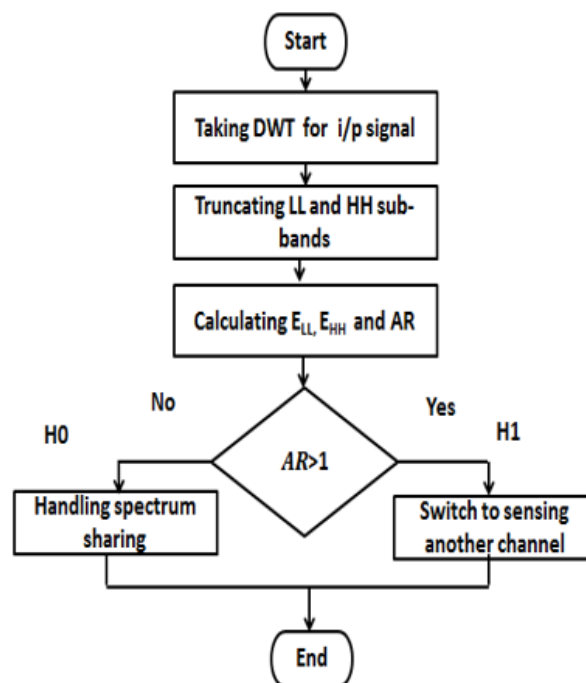 Start
Taking DWT for i/p signal
Truncating LL and HH sub-
bands
Calculating E_LL, E_HH and AR
No
Yes
H0
H1
AR>1
Handling spectrum
sharing
Switch to sensing
another channel
End